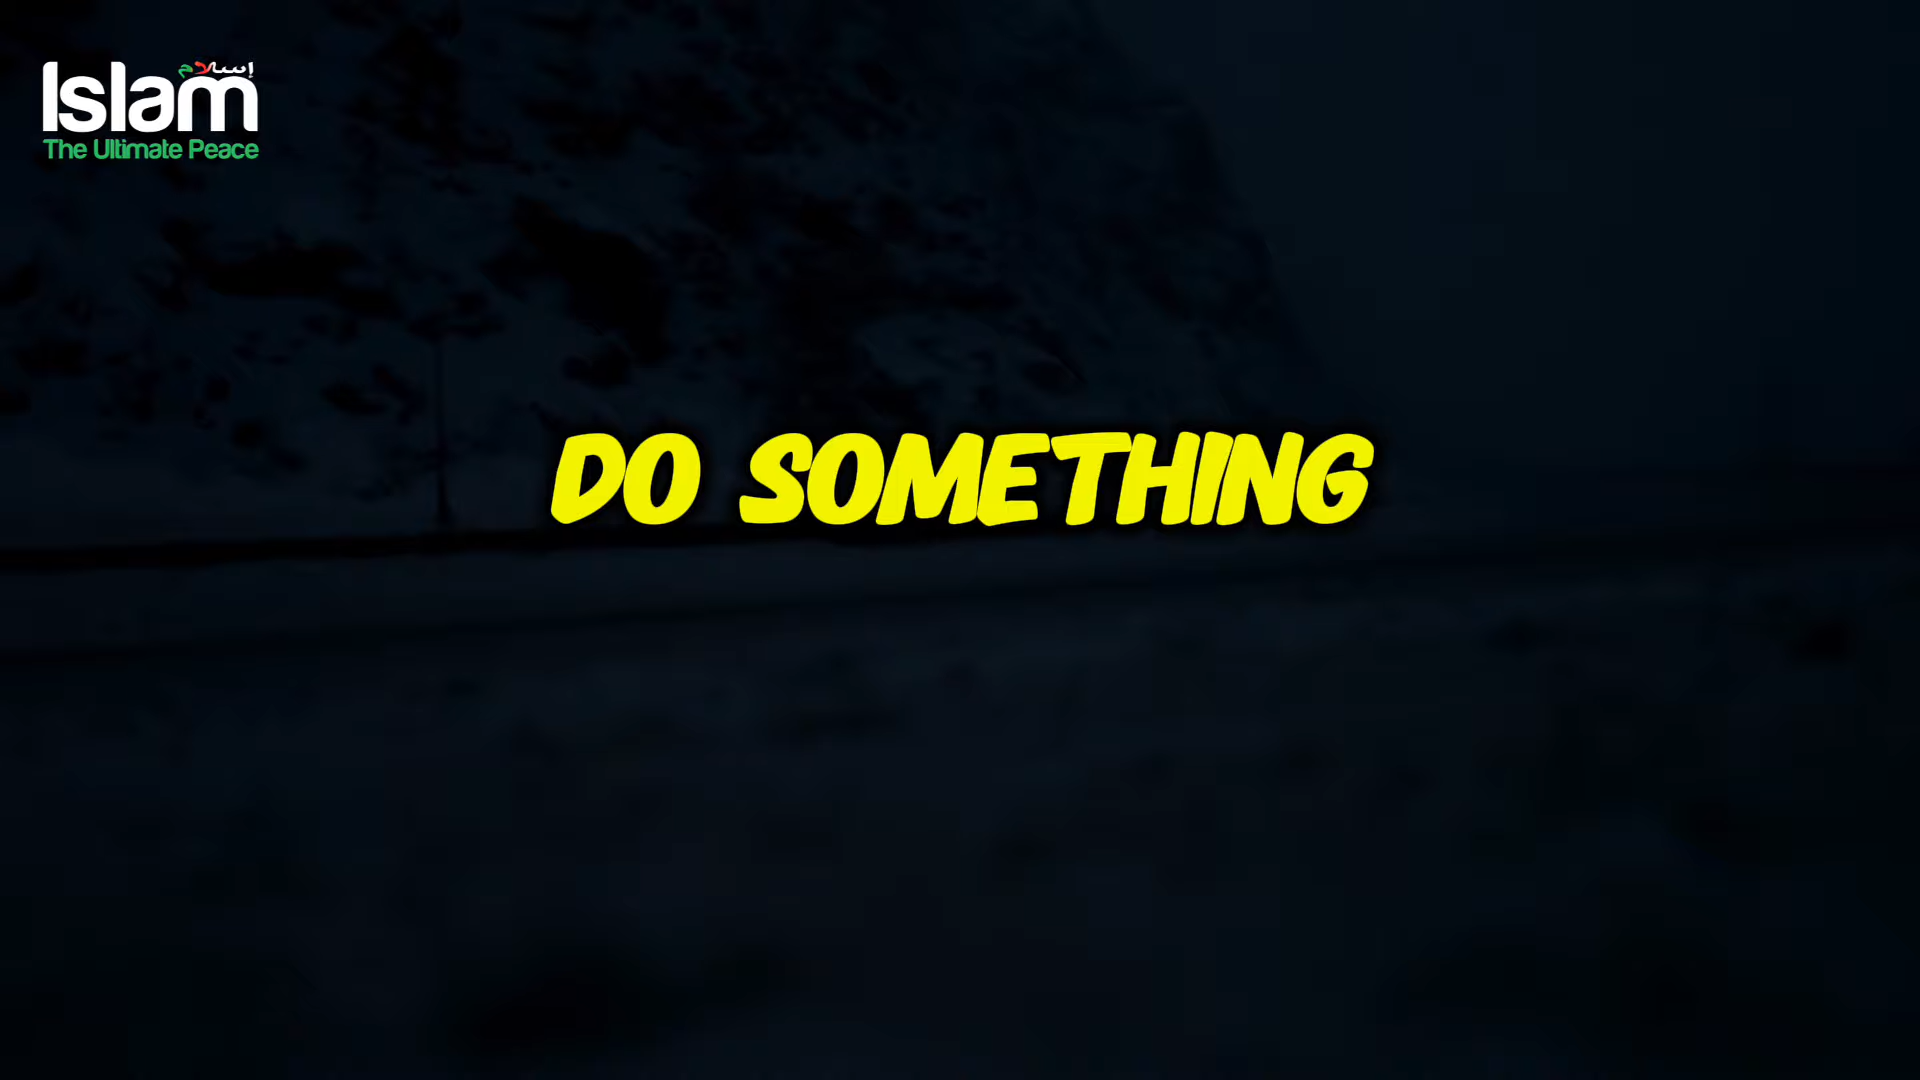 إسلام
Islam
The Ultimate Peace
DO SOMETHING